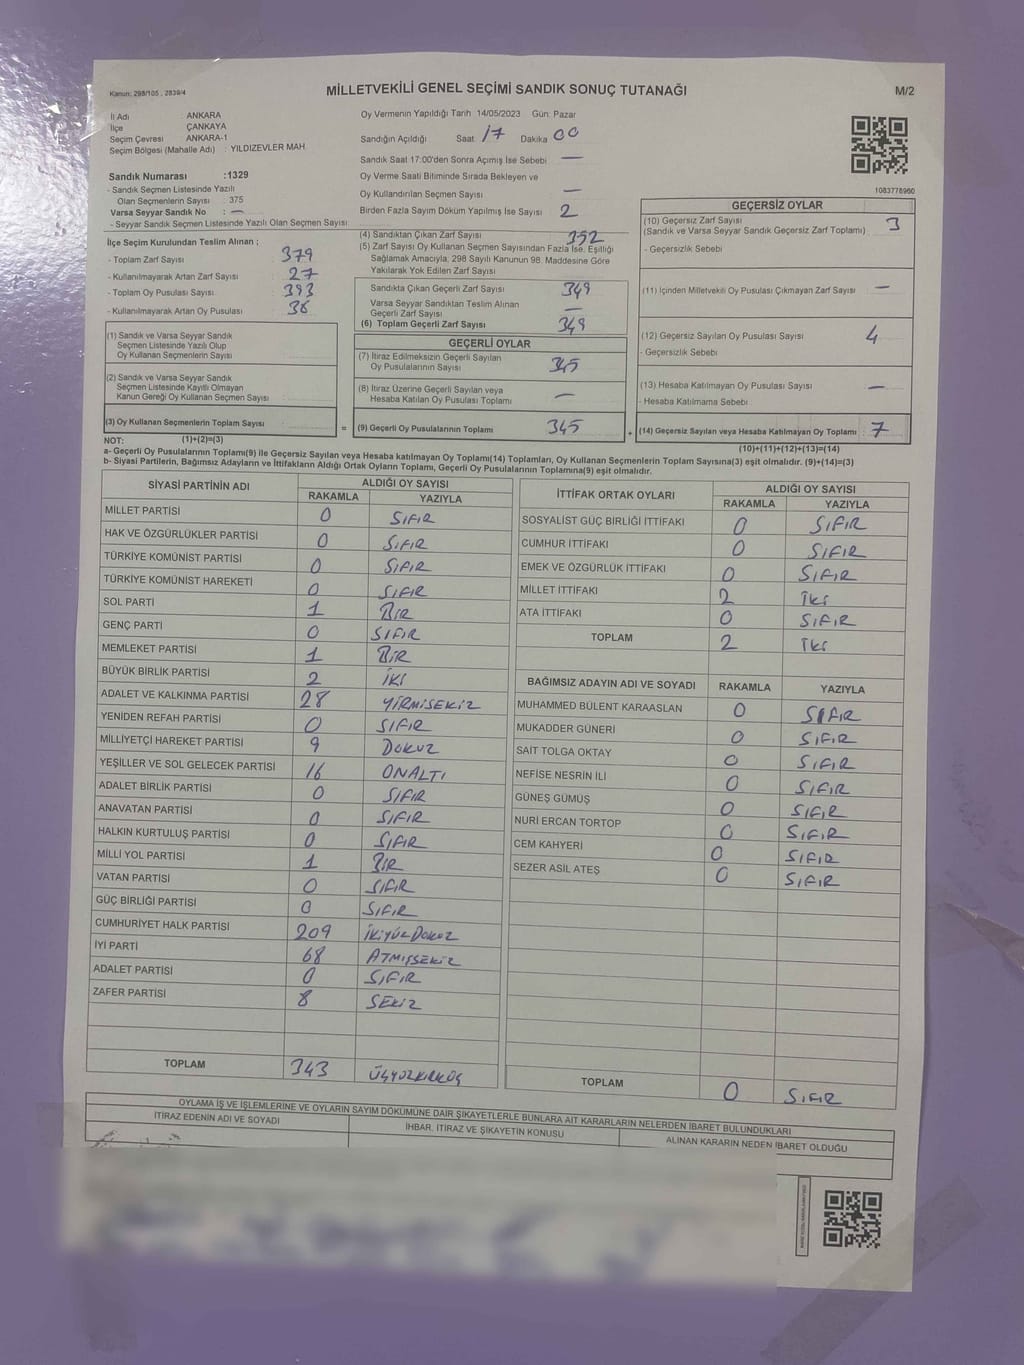 Kanun: 298/105 , 2839/4
MİLLETVEKİLİ GENEL SEÇİMİ SANDIK SONUÇ TUTANAĞI
M/2
İl Adı ANKARA
İlçe ÇANKAYA
Seçim Çevresi ANKARA-1
Seçim Bölgesi (Mahalle Adı) : YILDIZEVLER MAH.
Sandık Numarası :1329
- Sandık Seçmen Listesinde Yazılı
Olan Seçmenlerin Sayısı : 375
Varsa Seyyar Sandık No : —
- Seyyar Sandık Seçmen Listesinde Yazılı Olan Seçmen Sayısı
İlçe Seçim Kurulundan Teslim Alınan ;
- Toplam Zarf Sayısı 379
- Kullanılmayarak Artan Zarf Sayısı 27
- Toplam Oy Pusulası Sayısı
- Kullanılmayarak Artan Oy Pusulası
Oy Vermenin Yapıldığı Tarih 14/05/2023 Gün: Pazar
Sandığın Açıldığı Saat 17 Dakika 00
Sandık Saat 17:00'den Sonra Açımış İse Sebebi —
Oy Verme Saati Bitiminde Sırada Bekleyen ve
Oy Kullandırılan Seçmen Sayısı —
Birden Fazla Sayım Döküm Yapılmış İse Sayısı 2
(4) Sandıktan Çıkan Zarf Sayısı 352
(5) Zarf Sayısı Oy Kullanan Seçmen Sayısından Fazla İse, Eşitliği
Sağlamak Amacıyla, 298 Sayılı Kanunun 98. Maddesine Göre
Yakılarak Yok Edilen Zarf Sayısı
Sandıkta Çıkan Geçerli Zarf Sayısı 349
Varsa Seyyar Sandıktan Teslim Alınan
Geçerli Zarf Sayısı —
(6) Toplam Geçerli Zarf Sayısı 349
1083778960
GEÇERSİZ OYLAR
(10) Geçersiz Zarf Sayısı 3
(Sandık ve Varsa Seyyar Sandık Geçersiz Zarf Toplamı)
- Geçersizlik Sebebi
(11) İçinden Milletvekili Oy Pusulası Çıkmayan Zarf Sayısı —
(12) Geçersiz Sayılan Oy Pusulası Sayısı 4
- Geçersizlik Sebebi
(13) Hesaba Katılmayan Oy Pusulası Sayısı —
- Hesaba Katılmama Sebebi
(14) Geçersiz Sayılan veya Hesaba Katılmayan Oy Toplamı : 7
(10)+(11)+(12)+(13)=(14)
(1) Sandık ve Varsa Seyyar Sandık
Seçmen Listesinde Yazılı Olup
Oy Kullanan Seçmenlerin Sayısı
(2) Sandık ve Varsa Seyyar Sandık
Seçmen Listesinde Kayıtlı Olmayan
Kanun Gereği Oy Kullanan Seçmen Sayısı
(3) Oy Kullanan Seçmenlerin Toplam Sayısı
GEÇERLİ OYLAR
(7) İtiraz Edilmeksizin Geçerli Sayılan
Oy Pusulalarının Sayısı 345
(8) İtiraz Üzerine Geçerli Sayılan veya
Hesaba Katılan Oy Pusulası Toplamı —
= (9) Geçerli Oy Pusulalarının Toplamı 345 +
NOT: (1)+(2)=(3)
a- Geçerli Oy Pusulalarının Toplamı(9) ile Geçersiz Sayılan veya Hesaba katılmayan Oy Toplamı(14) Toplamları, Oy Kullanan Seçmenlerin Toplam Sayısına(3) eşit olmalıdır. (9)+(14)=(3)
b- Siyasi Partilerin, Bağımsız Adayların ve İttifakların Aldığı Ortak Oyların Toplamı, Geçerli Oy Pusulalarının Toplamına(9) eşit olmalıdır.
SİYASİ PARTİNİN ADI ALDIĞI OY SAYISI
RAKAMLA YAZIYLA
MİLLET PARTİSİ 0 SIFIR
HAK VE ÖZGÜRLÜKLER PARTİSİ 0 SIFIR
TÜRKİYE KOMÜNİST PARTİSİ 0 SIFIR
TÜRKİYE KOMÜNİST HAREKETİ 0 SIFIR
SOL PARTİ 1 BİR
GENÇ PARTİ 0 SIFIR
MEMLEKET PARTİSİ 1 BİR
BÜYÜK BİRLİK PARTİSİ 2 İKİ
ADALET VE KALKINMA PARTİSİ 28 YİRMİSEKİZ
YENİDEN REFAH PARTİSİ 0 SIFIR
MİLLİYETÇİ HAREKET PARTİSİ 9 DOKUZ
YEŞİLLER VE SOL GELECEK PARTİSİ 16 ONALTI
ADALET BİRLİK PARTİSİ 0 SIFIR
ANAVATAN PARTİSİ 0 SIFIR
HALKIN KURTULUŞ PARTİSİ 0 SIFIR
MİLLİ YOL PARTİSİ 1 BİR
VATAN PARTİSİ 0 SIFIR
GÜÇ BİRLİĞİ PARTİSİ 0 SIFIR
CUMHURİYET HALK PARTİSİ 209 İKİYÜZDOKUZ
İYİ PARTİ 68 ATMIŞSEKİZ
ADALET PARTİSİ 0 SIFIR
ZAFER PARTİSİ 8 SEKİZ
TOPLAM 343 ÜÇYÜZKIRKÜÇ
İTTİFAK ORTAK OYLARI ALDIĞI OY SAYISI
RAKAMLA YAZIYLA
SOSYALİST GÜÇ BİRLİĞİ İTTİFAKI 0 SIFIR
CUMHUR İTTİFAKI 0 SIFIR
EMEK VE ÖZGÜRLÜK İTTİFAKI 0 SIFIR
MİLLET İTTİFAKI 2 İki
ATA İTTİFAKI 0 SIFIR
TOPLAM 2 İki
BAĞIMSIZ ADAYIN ADI VE SOYADI RAKAMLA YAZIYLA
MUHAMMED BÜLENT KARAASLAN 0 SIFIR
MUKADDER GÜNERİ 0 SIFIR
SAİT TOLGA OKTAY 0 SIFIR
NEFİSE NESRİN İLİ 0 SIFIR
GÜNEŞ GÜMÜŞ 0 SIFIR
NURİ ERCAN TORTOP 0 SIFIR
CEM KAHYERİ 0 SIFIR
SEZER ASIL ATEŞ 0 SIFIR
TOPLAM 0 SIFIR
OYLAMA İŞ VE İŞLEMLERİNE VE OYLARIN SAYIM DÖKÜMÜNE DAİR ŞİKAYETLERLE BUNLARA AİT KARARLARIN NELERDEN İBARET BULUNDUKLARI
İTİRAZ EDENİN ADI VE SOYADI İHBAR, İTİRAZ VE ŞİKAYETİN KONUSU ALINAN KARARIN NEDEN İBARET OLDUĞU